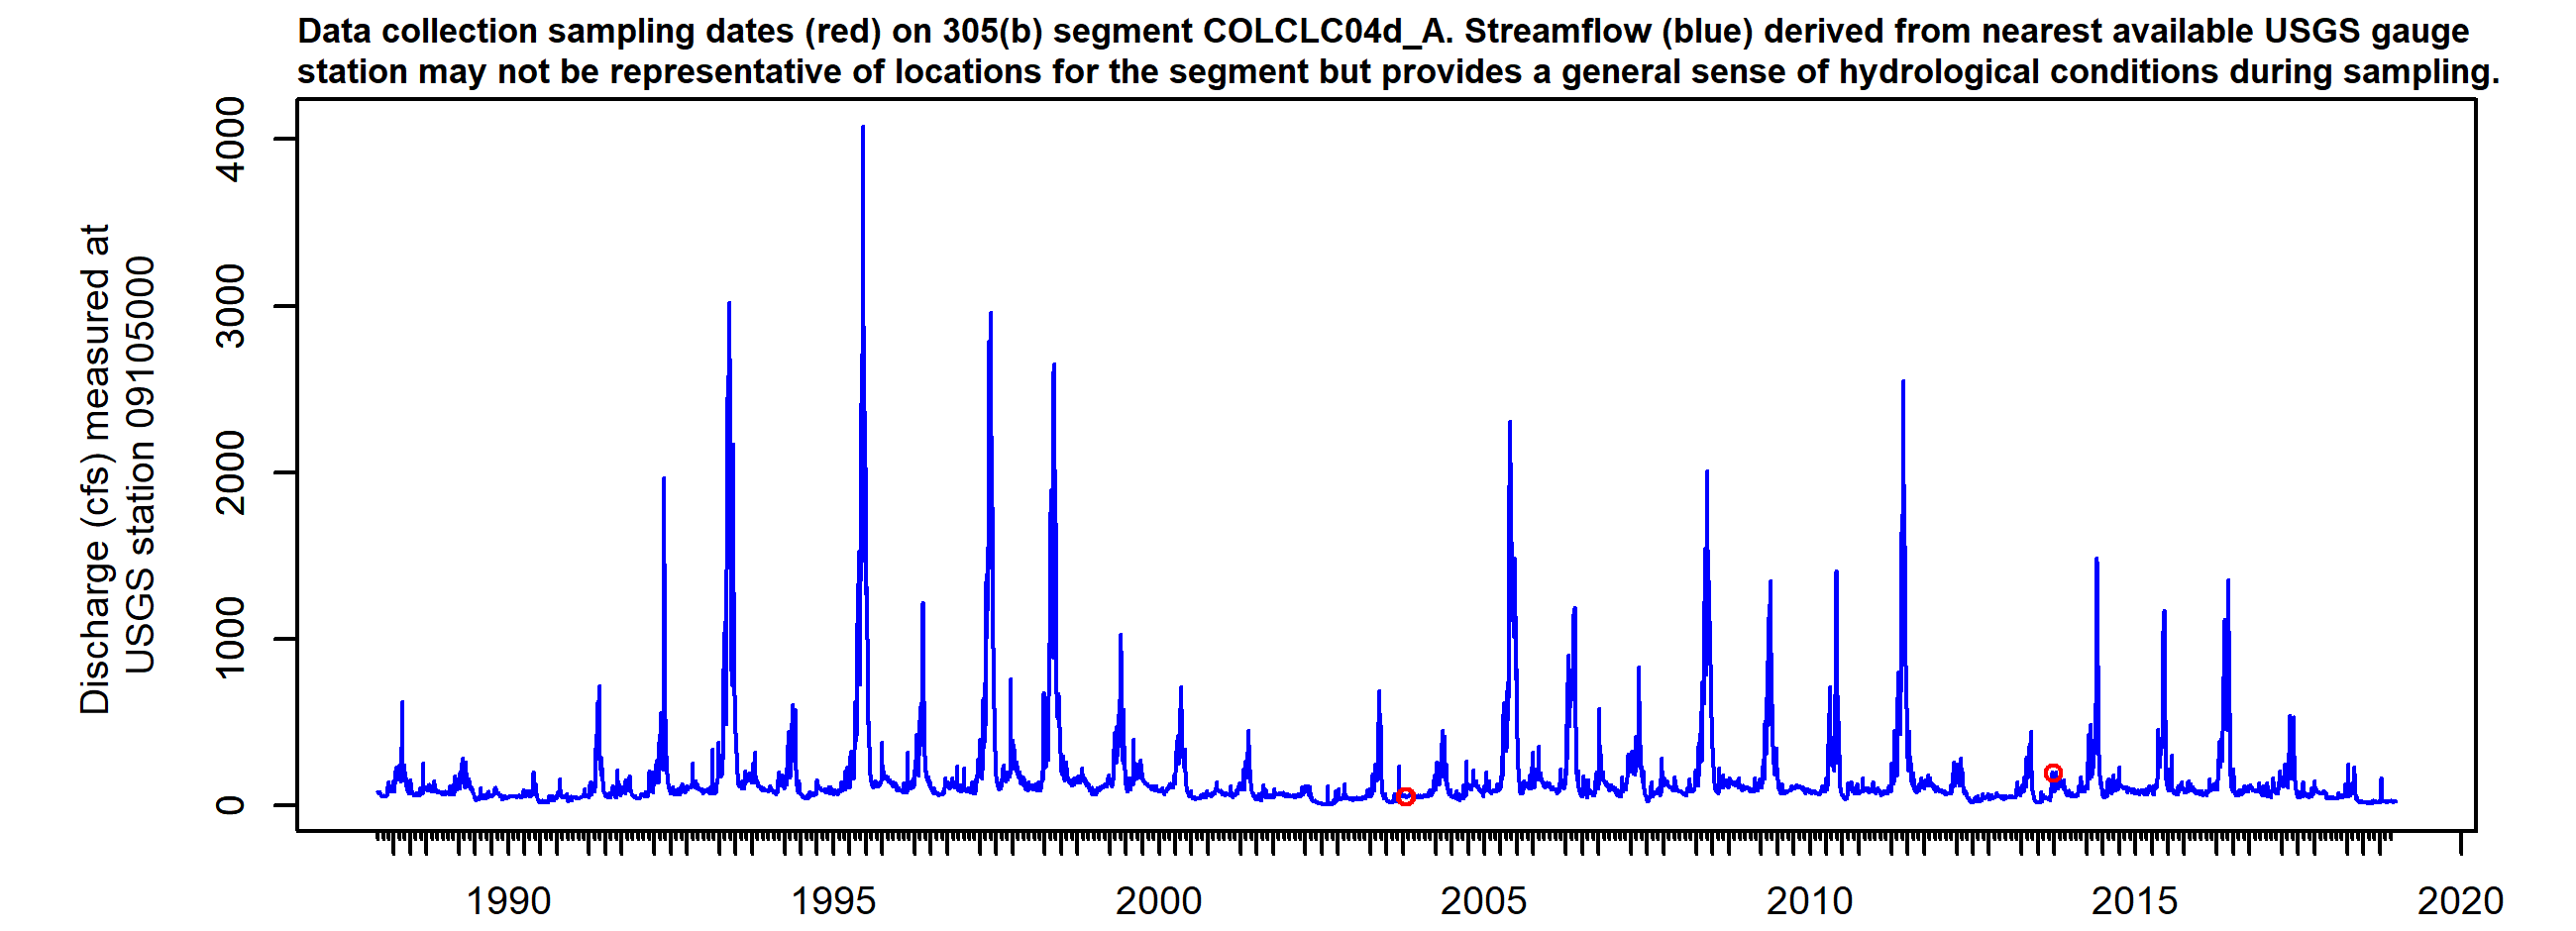 Data collection sampling dates (red) on 305(b) segment COLCLC04d_A. Streamflow (blue) derived from nearest available USGS gauge
station may not be representative of locations for the segment but provides a general sense of hydrological conditions during sampling.
Discharge (cfs) measured at
USGS station 09105000
4000
3000
2000
1000
0
1990 1995 2000 2005 2010 2015 2020